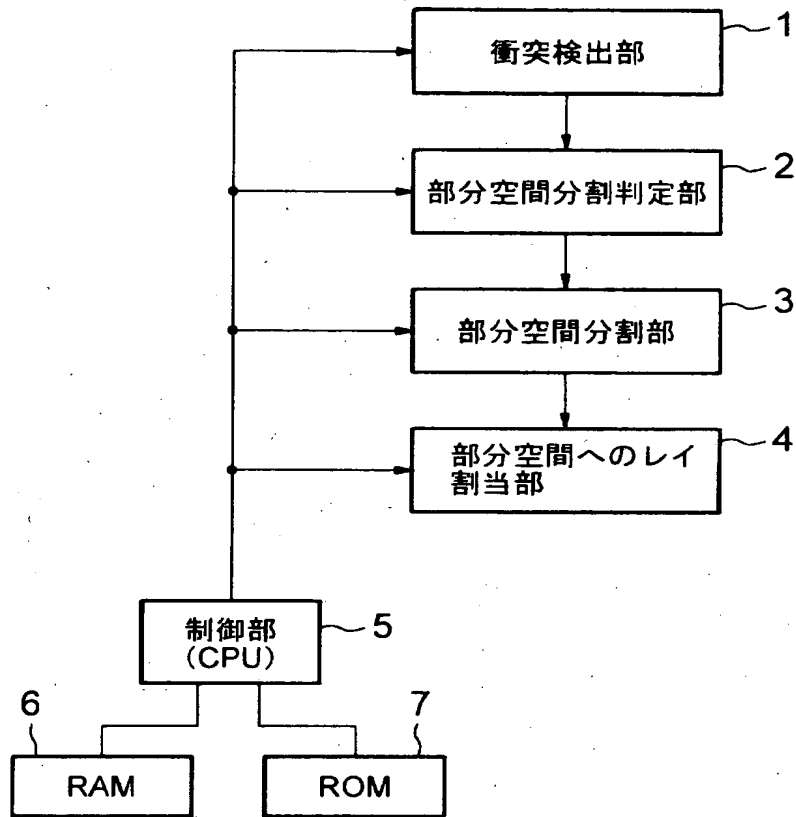 1
衝突検出部
2
部分空間分割判定部
3
部分空間分割部
4
部分空間へのレイ
割当部
制御部
(CPU)
5
6
7
RAM
ROM